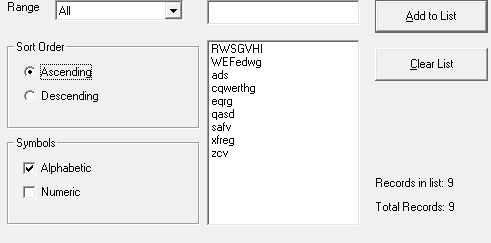 Range All Add to List
Sort Order
Ascending
Descending
Symbols
Alphabetic
Numeric
RWSGVHI
WEFedwg
ads
cqwerthg
eqrg
qasd
safv
xfreg
zcv
Clear List
Records in list: 9
Total Records: 9